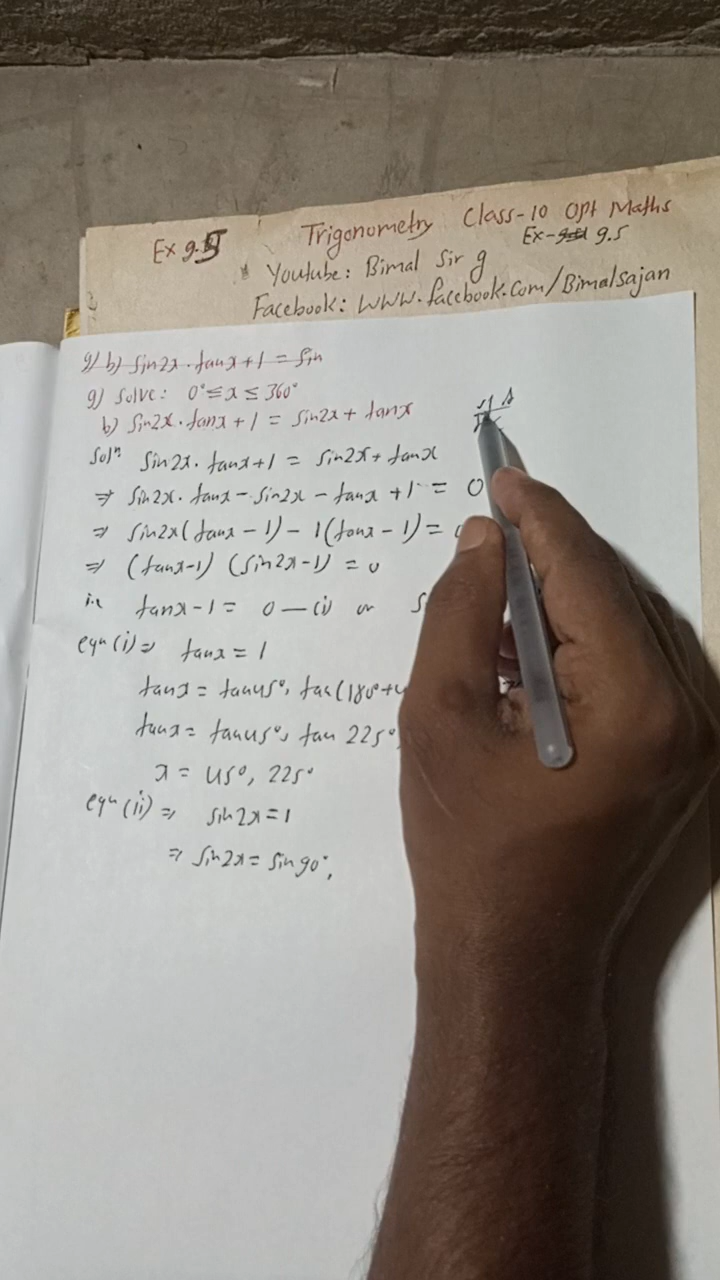 Ex 9.5
Trigonometry Class-10 Opt Maths
Ex- 9.5
Youtube: Bimal Sir g
Facebook: WWW.facebook.com/Bimalsajan
9) b) Sin2x · tanx + 1 = Sin
9) Solve: 0° ≤ x ≤ 360°
b) Sin2x · tanx + 1 = Sin2x + tanx
Solⁿ Sin2x · tanx + 1 = Sin2x + tanx
⇒ Sin2x · tanx - Sin2x - tanx + 1 = 0
⇒ Sin2x (tanx - 1) - 1 (tanx - 1) =
⇒ (tanx-1) (Sin2x-1) = 0
i.e tanx - 1 = 0 — (i) or S
eqⁿ (i) ⇒ tanx = 1
tanx = tan45°, tan(180°+4
tanx = tan45°, tan 225°,
x = 45°, 225°
eqⁿ (ii) ⇒ Sin2x = 1
⇒ Sin2x = Sin90°,